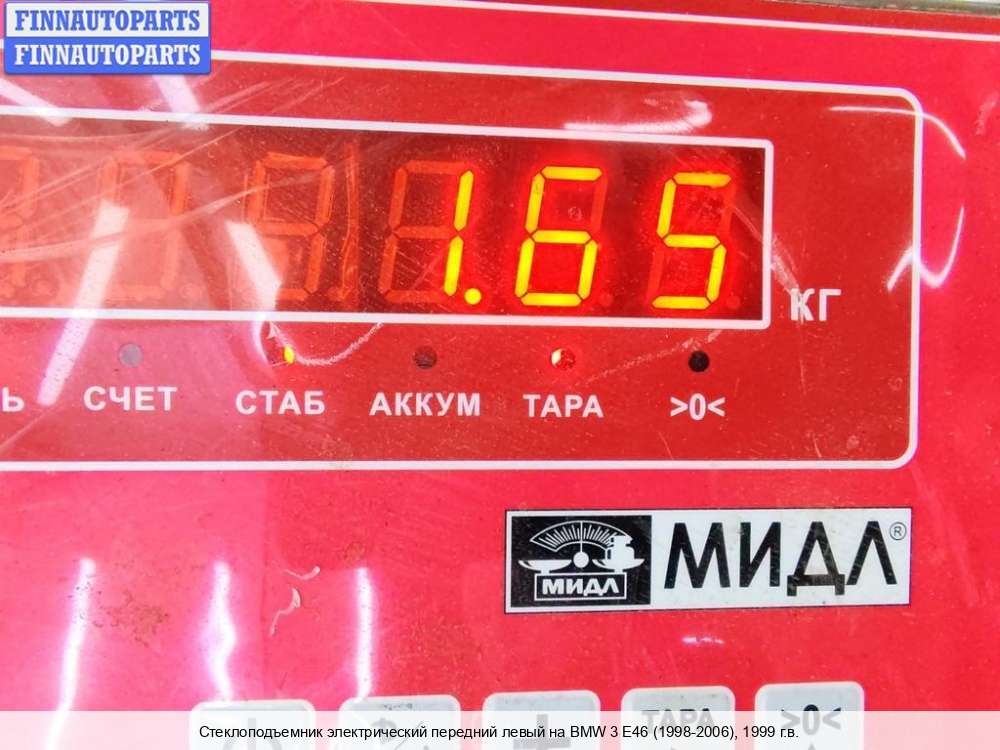 FINNAUTOPARTS
FINNAUTOPARTS
1.65
КГ
Ь СЧЕТ СТАБ АККУМ ТАРА >0<
МИДЛ МИДЛ®
ТАРА >0<
Стеклоподъемник электрический передний левый на BMW 3 E46 (1998-2006), 1999 г.в.